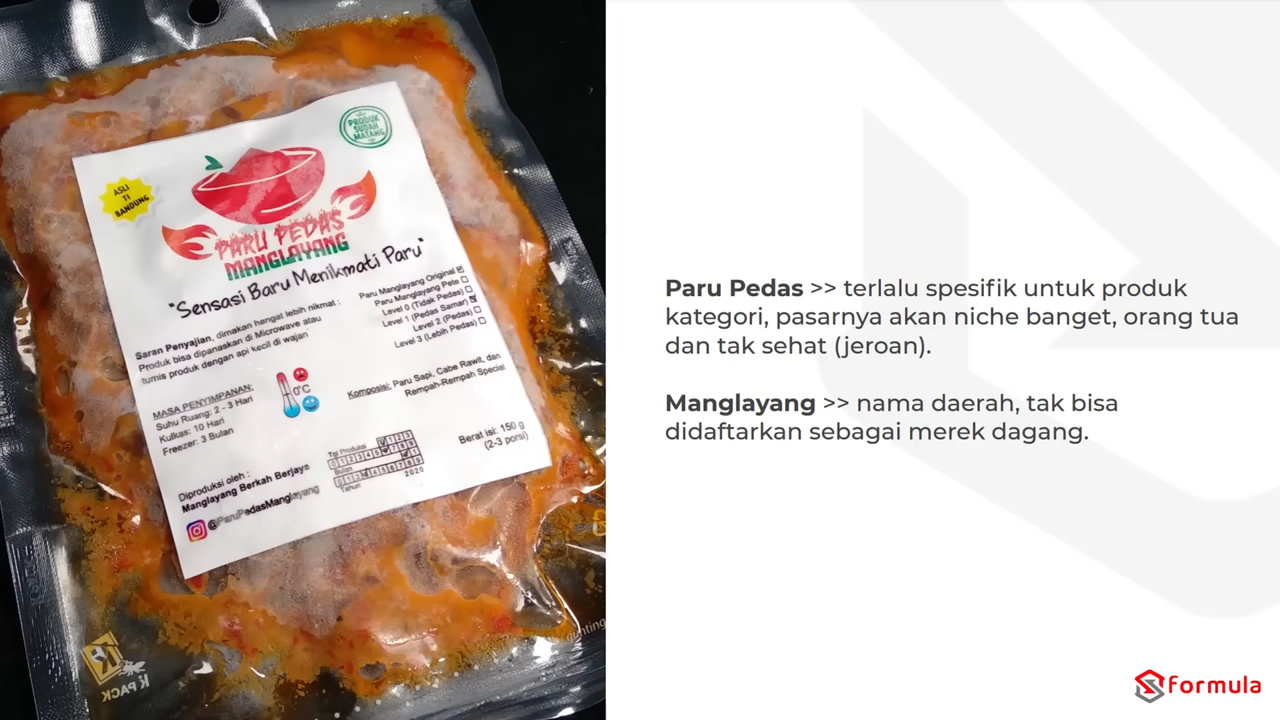 PRODUK
SUDAH
MATANG
ASLI
TI
BANDUNG
PARU PEDAS
MANGLAYANG
"Sensasi Baru Menikmati Paru"
Saran Penyajian, dimakan hangat lebih nikmat :
Produk bisa dipanaskan di Microwave atau
tumis produk dengan api kecil di wajan
Paru Manglayang Original
Paru Manglayang Pete
Level 0 (Tidak Pedas)
Level 1 (Pedas Samar)
Level 2 (Pedas)
Level 3 (Lebih Pedas)
MASA PENYIMPANAN:
Suhu Ruang: 2 - 3 Hari
Kulkas: 10 Hari
Freezer: 3 Bulan
0°C
Komposisi: Paru Sapi, Cabe Rawit, dan
Rempah-Rempah Special
Tgl Produksi
Bulan
Tahun
2020
Berat isi: 150 g
(2-3 porsi)
Diproduksi oleh :
Manglayang Berkah Berjaya
@ParuPedasManglayang
K PACK
gunting
Paru Pedas >> terlalu spesifik untuk produk
kategori, pasarnya akan niche banget, orang tua
dan tak sehat (jeroan).
Manglayang >> nama daerah, tak bisa
didaftarkan sebagai merek dagang.
formula